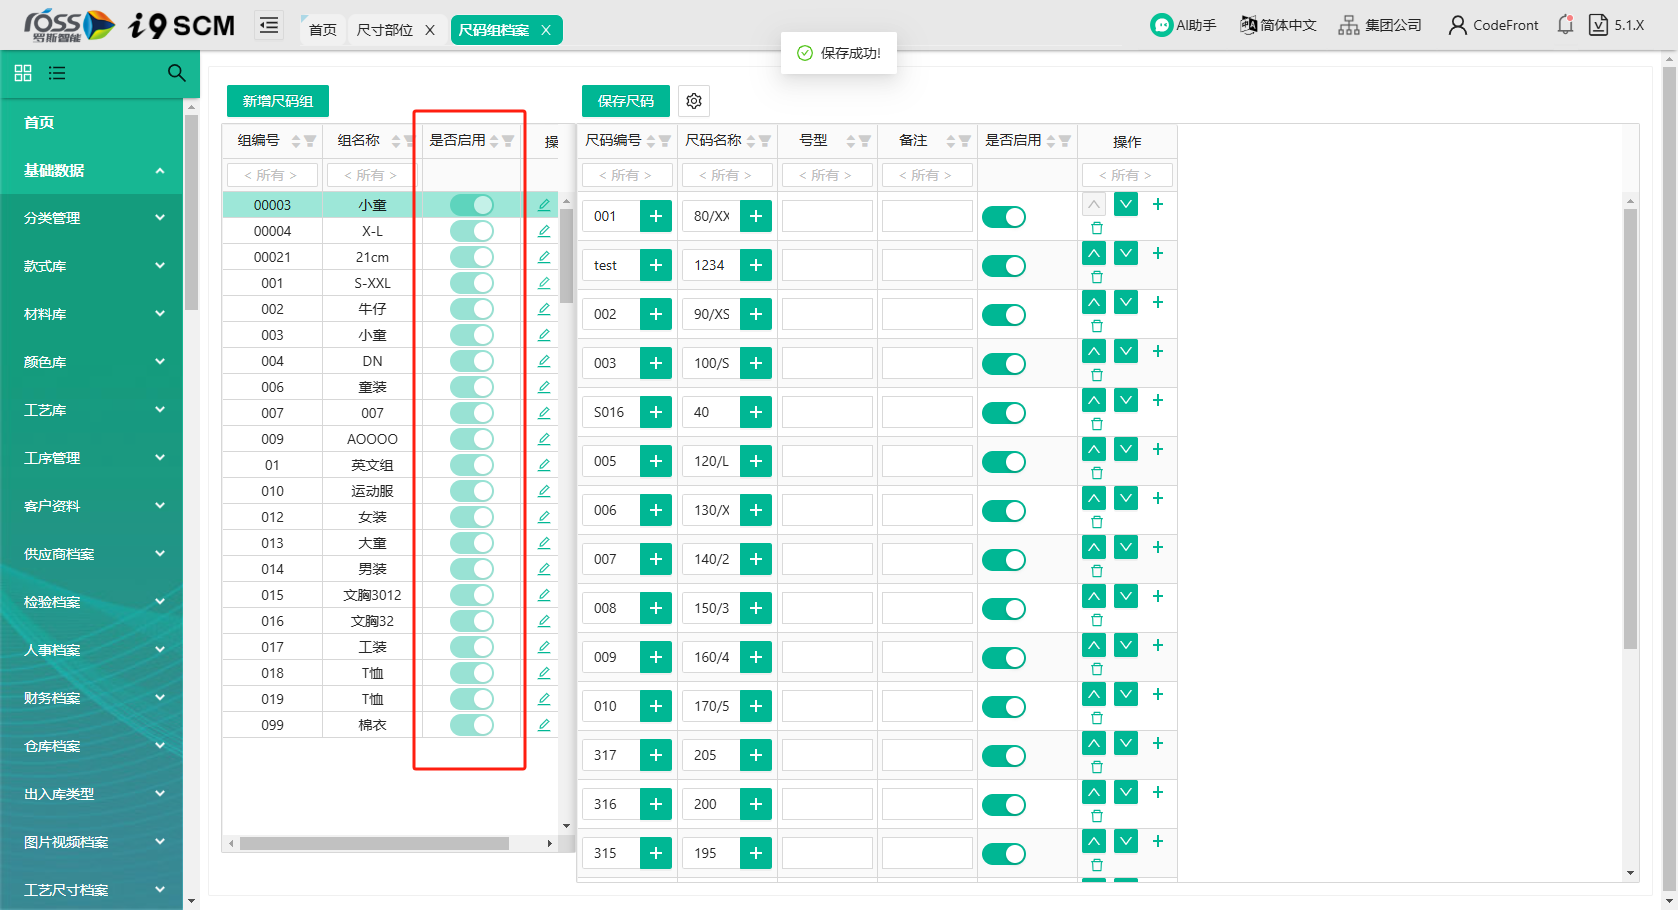 ROSS 罗斯智能 i9 SCM 首页 尺寸部位 X 尺码组档案 X AI助手 简体中文 集团公司 CodeFront 5.1.X
保存成功!
首页
基础数据
分类管理
款式库
材料库
颜色库
工艺库
工序管理
客户资料
供应商档案
检验档案
人事档案
财务档案
仓库档案
出入库类型
图片视频档案
工艺尺寸档案
新增尺码组
组编号 组名称 是否启用 操
< 所有 > < 所有 >
00003 小童
00004 X-L
00021 21cm
001 S-XXL
002 牛仔
003 小童
004 DN
006 童装
007 007
009 AOOOO
01 英文组
010 运动服
012 女装
013 大童
014 男装
015 文胸3012
016 文胸32
017 工装
018 T恤
019 T恤
099 棉衣
保存尺码
尺码编号 尺码名称 号型 备注 是否启用 操作
< 所有 > < 所有 > < 所有 > < 所有 > < 所有 >
001 + 80/XX + +
test + 1234 + +
002 + 90/XS + +
003 + 100/S + +
S016 + 40 + +
005 + 120/L + +
006 + 130/X + +
007 + 140/2 + +
008 + 150/3 + +
009 + 160/4 + +
010 + 170/5 + +
317 + 205 + +
316 + 200 + +
315 + 195 + +